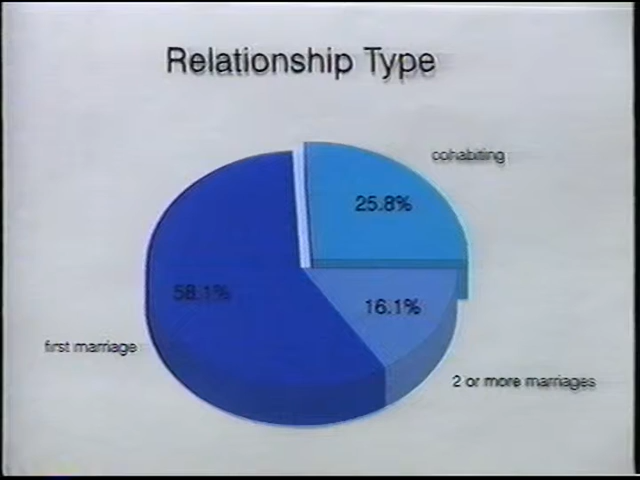 Relationship Type
cohabiting
25.8%
58.1%
16.1%
first marriage
2 or more marriages